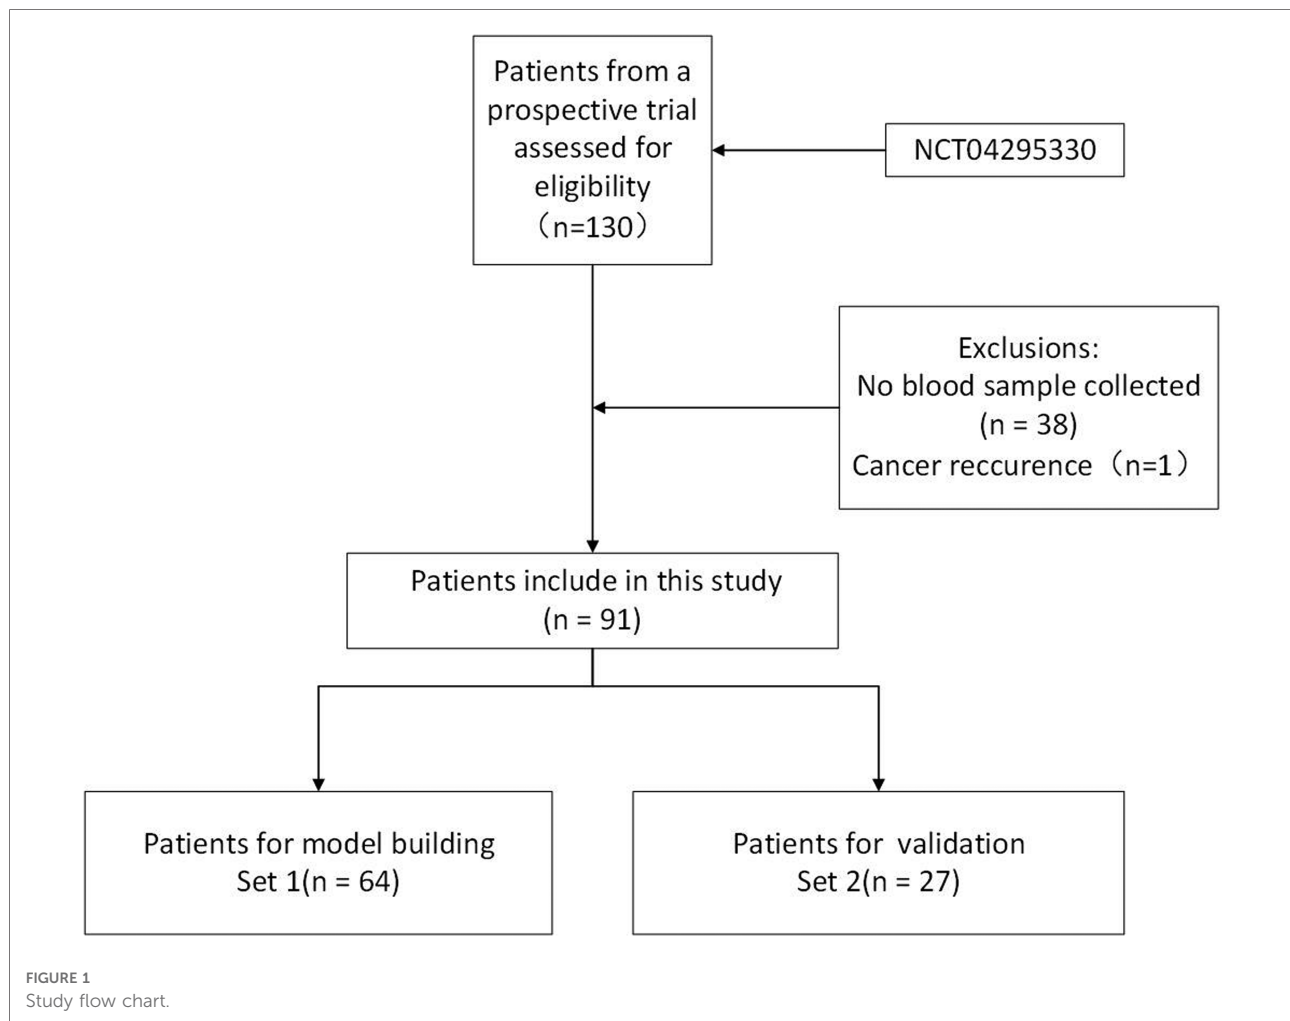 Patients from a
prospective trial
assessed for
eligibility
（n=130）
NCT04295330
Exclusions:
No blood sample collected
(n = 38)
Cancer reccurence（n=1）
Patients include in this study
(n = 91)
Patients for model building
Set 1(n = 64)
Patients for  validation
Set 2(n = 27)
FIGURE 1
Study flow chart.